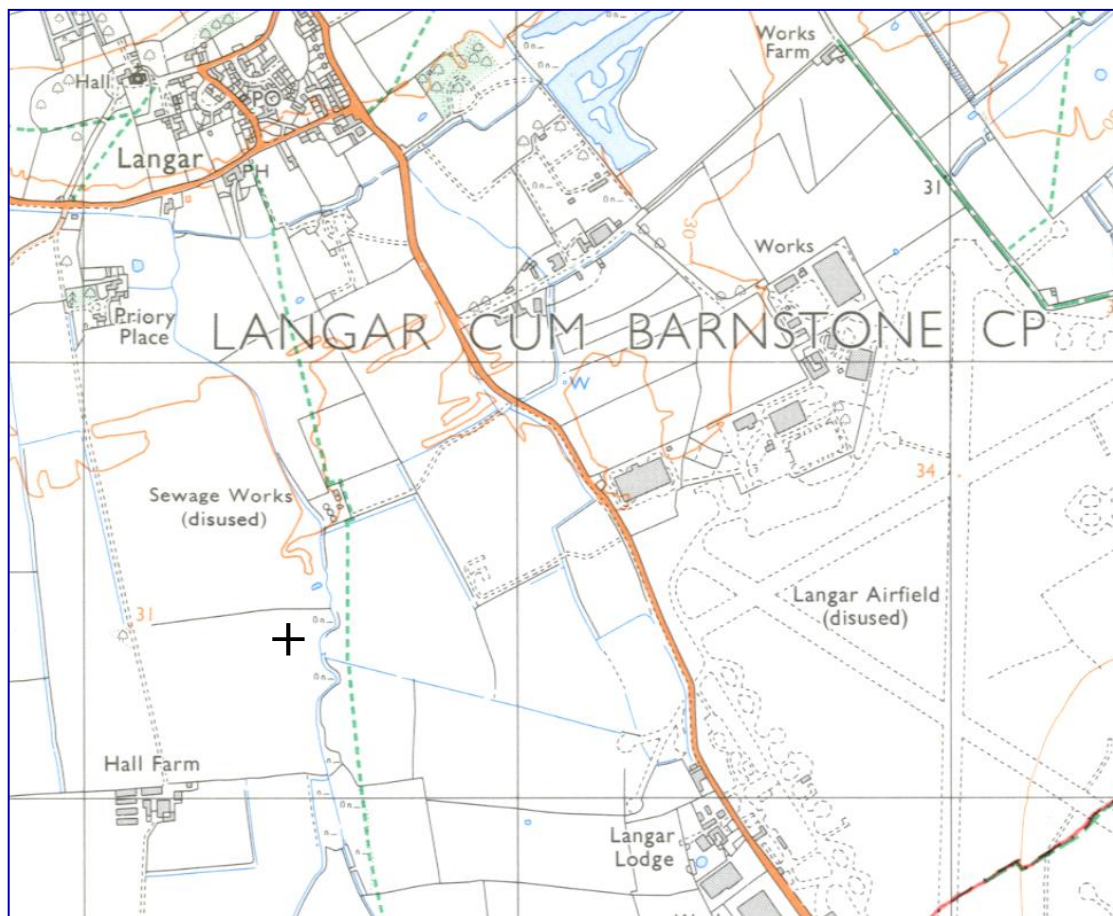 Works
Farm
Hall
PO
Langar
PH
31
30
Works
Priory
Place
LANGAR CUM BARNSTONE CP
W
34
Sewage Works
(disused)
Langar Airfield
(disused)
31
Hall Farm
Langar
Lodge